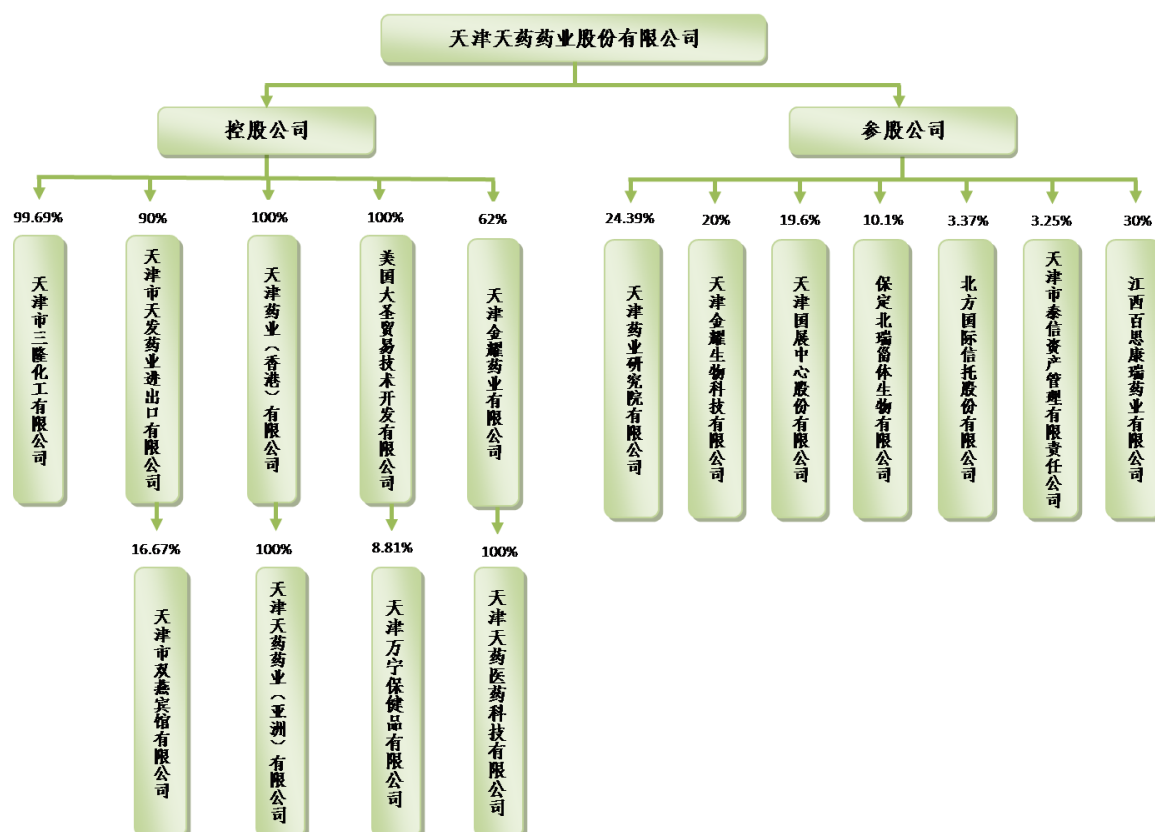 天津天药药业股份有限公司
控股公司
参股公司
99.69%
90%
100%
100%
62%
24.39%
20%
19.6%
10.1%
3.37%
3.25%
30%
天津市三隆化工有限公司
天津市天发药业进出口有限公司
天津药业（香港）有限公司
美国大圣贸易技术开发有限公司
天津金耀药业有限公司
天津药业研究院有限公司
天津金耀生物科技有限公司
天津国展中心股份有限公司
保定北瑞甾体生物有限公司
北方国际信托股份有限公司
天津市泰信资产管理有限责任公司
江西百思康瑞药业有限公司
16.67%
100%
8.81%
100%
天津市双燕宾馆有限公司
天津天药药业（亚洲）有限公司
天津万宁保健品有限公司
天津天药医药科技有限公司